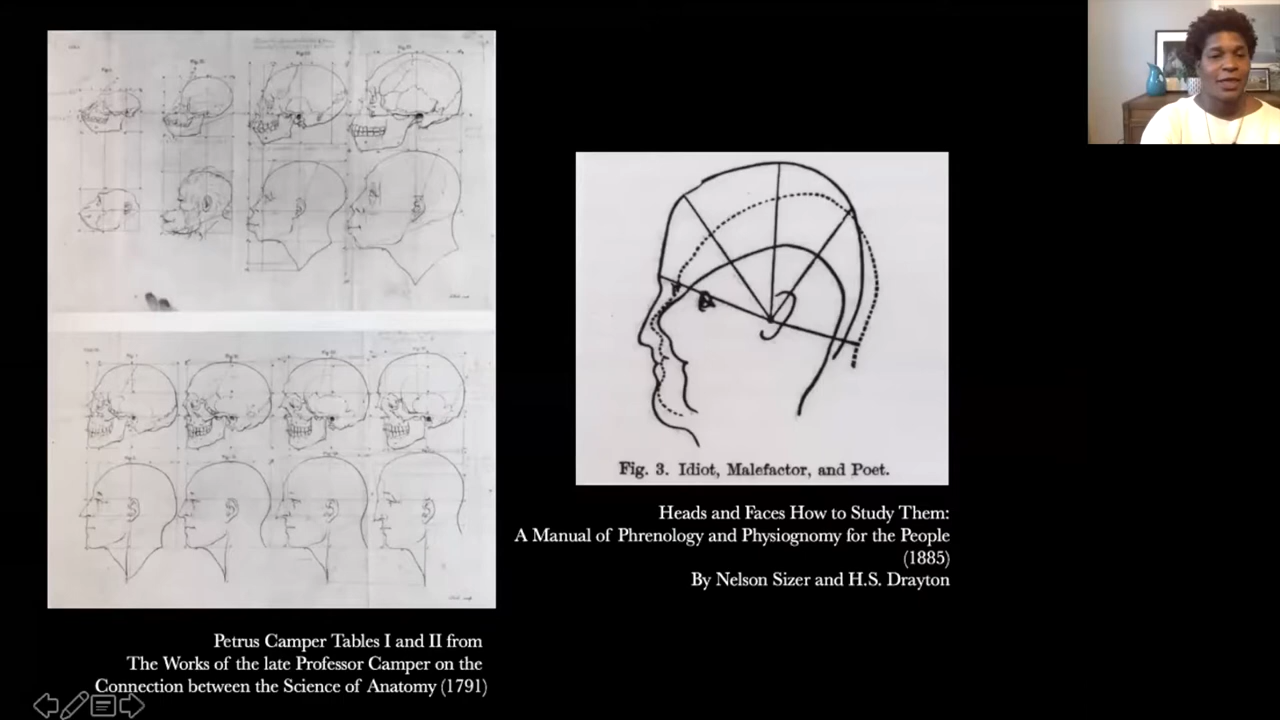 Fig. 3. Idiot, Malefactor, and Poet.
Heads and Faces How to Study Them:
A Manual of Phrenology and Physiognomy for the People
(1885)
By Nelson Sizer and H.S. Drayton
Petrus Camper Tables I and II from
The Works of the late Professor Camper on the
Connection between the Science of Anatomy (1791)